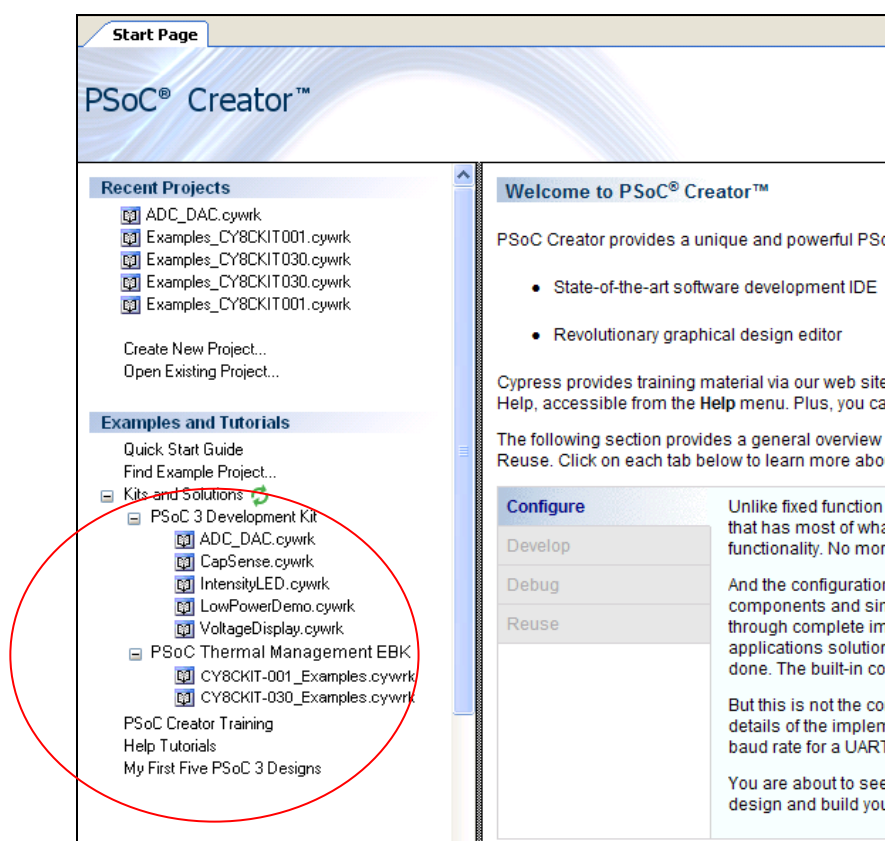 Start Page
PSoC® Creator™
Recent Projects
ADC_DAC.cywrk
Examples_CY8CKIT001.cywrk
Examples_CY8CKIT030.cywrk
Examples_CY8CKIT030.cywrk
Examples_CY8CKIT001.cywrk
Create New Project...
Open Existing Project...
Examples and Tutorials
Quick Start Guide
Find Example Project...
Kits and Solutions
PSoC 3 Development Kit
ADC_DAC.cywrk
CapSense.cywrk
IntensityLED.cywrk
LowPowerDemo.cywrk
VoltageDisplay.cywrk
PSoC Thermal Management EBK
CY8CKIT-001_Examples.cywrk
CY8CKIT-030_Examples.cywrk
PSoC Creator Training
Help Tutorials
My First Five PSoC 3 Designs
Welcome to PSoC® Creator™
PSoC Creator provides a unique and powerful
• State-of-the-art software development IDE
• Revolutionary graphical design editor
Cypress provides training material via our web site
Help, accessible from the Help menu. Plus, you
The following section provides a general overview
Reuse. Click on each tab below to learn more
Configure
Develop
Debug
Reuse
Unlike fixed function
that has most of
functionality. No
And the
components and
through complete
applications
done. The built-in
But this is not the
details of the
baud rate for a UART
You are about to see
design and build